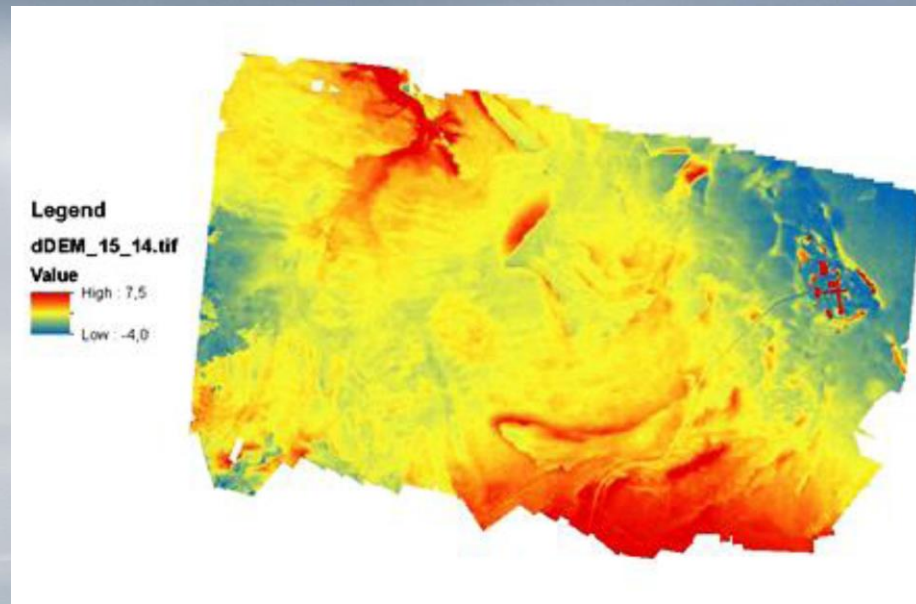 Legend
dDEM_15_14.tif
Value
High : 7,5
Low : -4,0